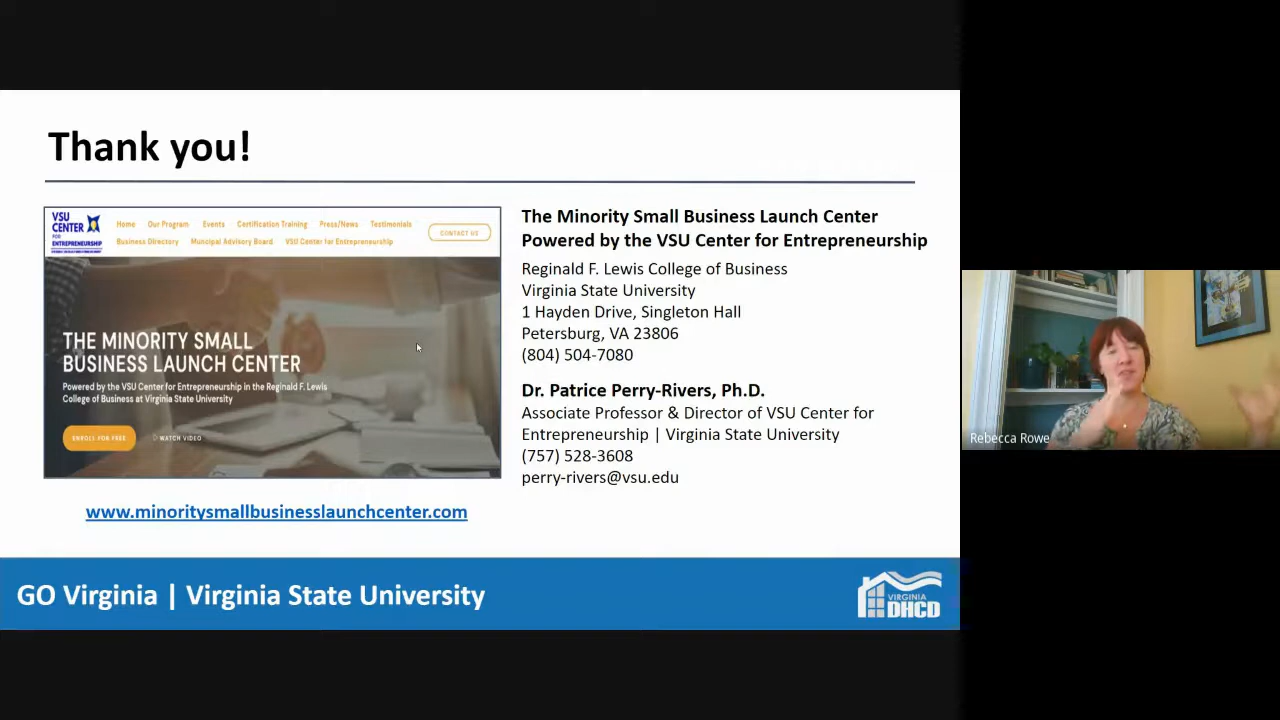 Thank you!
VSU
CENTER
FOR
ENTREPRENEURSHIP
Home Our Program Events Certification Training Press/News Testimonials
Business Directory Muncipal Advisory Board VSU Center for Entrepreneurship
CONTACT US
THE MINORITY SMALL
BUSINESS LAUNCH CENTER
Powered by the VSU Center for Entrepreneurship in the Reginald F. Lewis
College of Business at Virginia State University
ENROLL FOR FREE
WATCH VIDEO
www.minoritysmallbusinesslaunchcenter.com
The Minority Small Business Launch Center
Powered by the VSU Center for Entrepreneurship
Reginald F. Lewis College of Business
Virginia State University
1 Hayden Drive, Singleton Hall
Petersburg, VA 23806
(804) 504-7080
Dr. Patrice Perry-Rivers, Ph.D.
Associate Professor & Director of VSU Center for
Entrepreneurship | Virginia State University
(757) 528-3608
perry-rivers@vsu.edu
Rebecca Rowe
GO Virginia | Virginia State University
VIRGINIA
DHCD